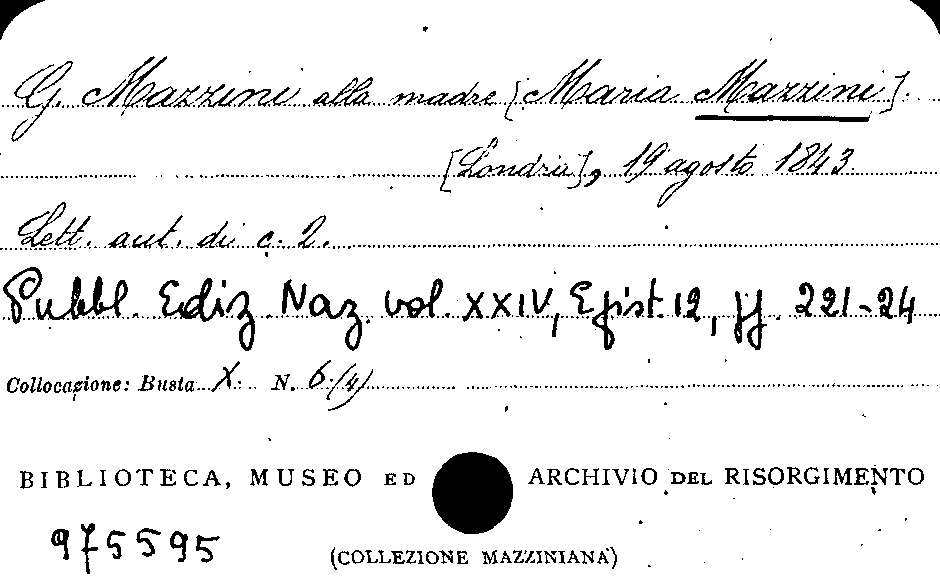 G. Mazzini alla madre [Maria Mazzini].
[Londra], 19 agosto 1843
Lett. aut. di c. 2.
Pubbl. Ediz. Naz. vol. XXIV, Epist. 12, pp. 221-24
Collocazione: Busta X. N. 6 (4)
BIBLIOTECA, MUSEO ED ARCHIVIO DEL RISORGIMENTO
975595
(COLLEZIONE MAZZINIANA)